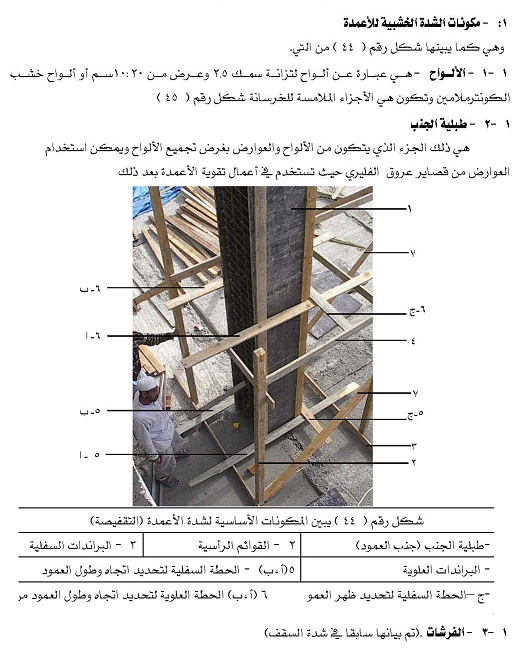 ١: - مكونات الشدة الخشبية للأعمدة
وهي كما يبينها شكل رقم ( ٤٤ ) من التي.
١ -١ - الألواح - هي عبارة عن ألواح لتزانة سمك ٢,٥ وعرض من ١٠:٢٠سم أو ألواح خشب
الكونترملامين وتكون هي الأجزاء الملامسة للخرسانة شكل رقم ( ٤٥ )
١ -٢ - طبلية الجنب
هي ذلك الجزء الذي يتكون من الألواح والعوارض بغرض تجميع الألواح ويمكن استخدام
العوارض من قصاير عروق الفليري حيث تستخدم في أعمال تقوية الأعمدة بعد ذلك
١
٧
٦-ب
٦-ج
٤
٦-أ
٧
٥-ب
٥-ج
٣
٥-أ
٢
شكل رقم ( ٤٤ ) يبين المكونات الأساسية لشدة الأعمدة (التقفيصة)
-طبلية الجنب (جنب العمود) ٢ - القوائم الرأسية ٣ - البراندات السفلية
- البراندات العلوية ٥(أ،ب) - الحطة السفلية لتحديد اتجاه وطول العمود
-ج-الحطة السفلية لتحديد ظهر العمو ٦ (أ،ب) الحطة العلوية لتحديد اتجاه وطول العمود من
١ -٣ - الفرشات .(تم بيانها سابقا في شدة السقف)